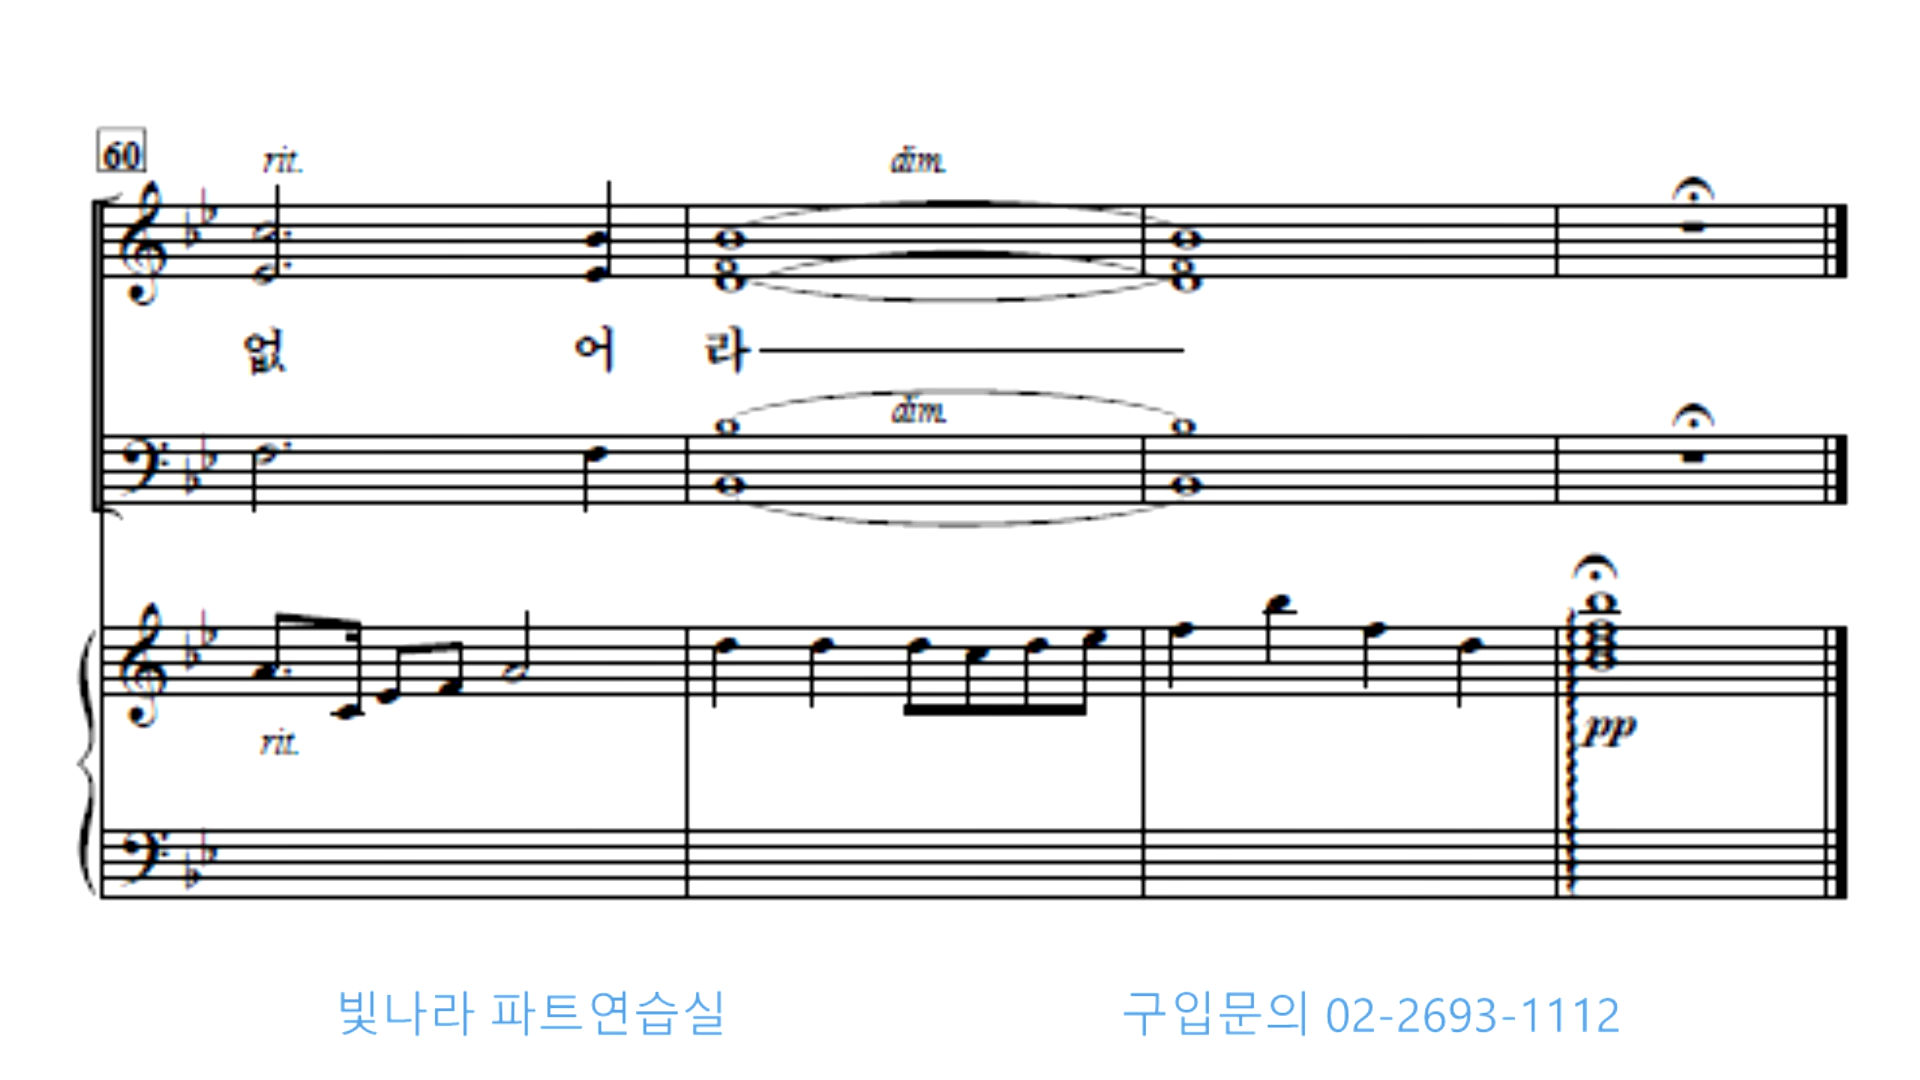 60
rit. dim.
없 어 라
dim.
rit. pp
빛나라 파트연습실 구입문의 02-2693-1112